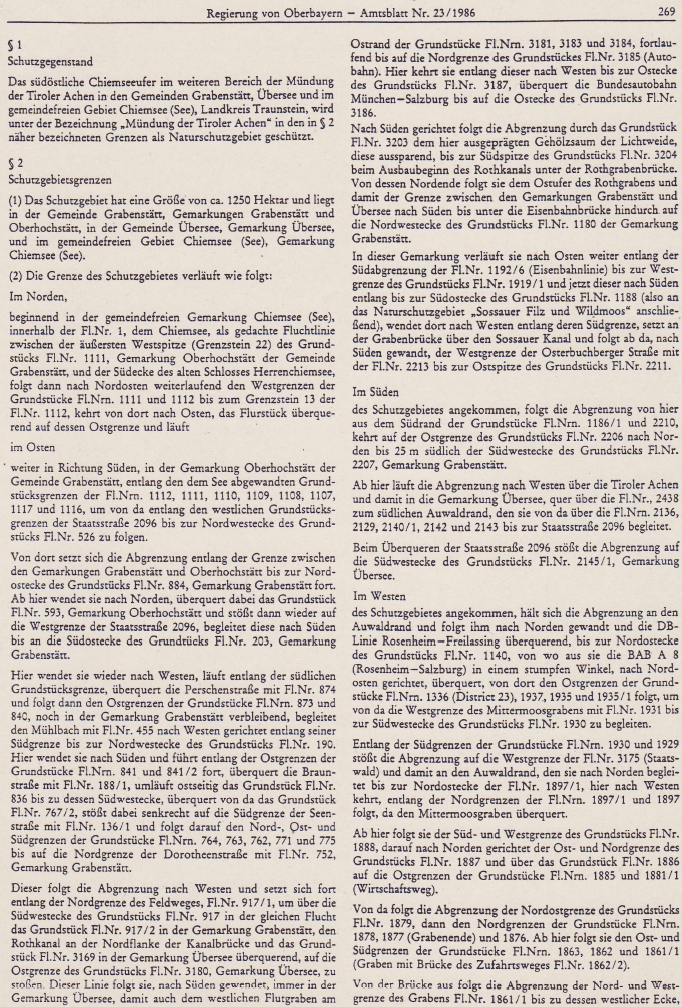 Regierung von Oberbayern — Amtsblatt Nr. 23/1986
269
§ 1
Schutzgegenstand
Das südöstliche Chiemseeufer im weiteren Bereich der Mündung
der Tiroler Achen in den Gemeinden Grabenstätt, Übersee und im
gemeindefreien Gebiet Chiemsee (See), Landkreis Traunstein, wird
unter der Bezeichnung „Mündung der Tiroler Achen" in den in § 2
näher bezeichneten Grenzen als Naturschutzgebiet geschützt.
§ 2
Schutzgebietsgrenzen
(1) Das Schutzgebiet hat eine Größe von ca. 1250 Hektar und liegt
in der Gemeinde Grabenstätt, Gemarkungen Grabenstätt und
Oberhochstätt, in der Gemeinde Übersee, Gemarkung Übersee,
und im gemeindefreien Gebiet Chiemsee (See), Gemarkung
Chiemsee (See).
(2) Die Grenze des Schutzgebietes verläuft wie folgt:
Im Norden,
beginnend in der gemeindefreien Gemarkung Chiemsee (See),
innerhalb der Fl.Nr. 1, dem Chiemsee, als gedachte Fluchtlinie
zwischen der äußersten Westspitze (Grenzstein 22) des Grund-
stücks Fl.Nr. 1111, Gemarkung Oberhochstätt der Gemeinde
Grabenstätt, und der Südecke des alten Schlosses Herrenchiemsee,
folgt dann nach Nordosten weiterlaufend den Westgrenzen der
Grundstücke Fl.Nrn. 1111 und 1112 bis zum Grenzstein 13 der
Fl.Nr. 1112, kehrt von dort nach Osten, das Flurstück überque-
rend auf dessen Ostgrenze und läuft
im Osten
weiter in Richtung Süden, in der Gemarkung Oberhochstätt der
Gemeinde Grabenstätt, entlang den dem See abgewandten Grund-
stücksgrenzen der Fl.Nrn. 1112, 1111, 1110, 1109, 1108, 1107,
1117 und 1116, um von da entlang den westlichen Grundstücks-
grenzen der Staatsstraße 2096 bis zur Nordwestecke des Grund-
stücks Fl.Nr. 526 zu folgen.
Von dort setzt sich die Abgrenzung entlang der Grenze zwischen
den Gemarkungen Grabenstätt und Oberhochstätt bis zur Nord-
ostecke des Grundstücks Fl.Nr. 884, Gemarkung Grabenstätt fort.
Ab hier wendet sie nach Norden, überquert dabei das Grundstück
Fl.Nr. 593, Gemarkung Oberhochstätt und stößt dann wieder auf
die Westgrenze der Staatsstraße 2096, begleitet diese nach Süden
bis an die Südostecke des Grundtücks Fl.Nr. 203, Gemarkung
Grabenstätt.
Hier wendet sie wieder nach Westen, läuft entlang der südlichen
Grundstücksgrenze, überquert die Perschenstraße mit Fl.Nr. 874
und folgt dann den Ostgrenzen der Grundstücke Fl.Nrn. 873 und
840, noch in der Gemarkung Grabenstätt verbleibend, begleitet
den Mühlbach mit Fl.Nr. 455 nach Westen gerichtet entlang seiner
Südgrenze bis zur Nordwestecke des Grundstücks Fl.Nr. 190.
Hier wendet sie nach Süden und führt entlang der Ostgrenzen der
Grundstücke Fl.Nrn. 841 und 841/2 fort, überquert die Braun-
straße mit Fl.Nr. 188/1, umläuft ostseitig das Grundstück Fl.Nr.
836 bis zu dessen Südwestecke, überquert von da das Grundstück
Fl.Nr. 767/2, stößt dabei senkrecht auf die Südgrenze der Seen-
straße mit Fl.Nr. 136/1 und folgt darauf den Nord-, Ost- und
Südgrenzen der Grundstücke Fl.Nrn. 764, 763, 762, 771 und 775
bis auf die Nordgrenze der Dorotheenstraße mit Fl.Nr. 752,
Gemarkung Grabenstätt.
Dieser folgt die Abgrenzung nach Westen und setzt sich fort
entlang der Nordgrenze des Feldweges, Fl.Nr. 917/1, um über die
Südwestecke des Grundstücks Fl.Nr. 917 in der gleichen Flucht
das Grundstück Fl.Nr. 917/2 in der Gemarkung Grabenstätt, den
Rothkanal an der Nordflanke der Kanalbrücke und das Grund-
stück Fl.Nr. 3169 in der Gemarkung Übersee überquerend, auf die
Ostgrenze des Grundstücks Fl.Nr. 3180, Gemarkung Übersee, zu
stoßen. Dieser Linie folgt sie, nach Süden gewendet, immer in der
Gemarkung Übersee, damit auch dem westlichen Flutgraben am
Ostrand der Grundstücke Fl.Nrn. 3181, 3183 und 3184, fortlau-
fend bis auf die Nordgrenze des Grundstückes Fl.Nr. 3185 (Auto-
bahn). Hier kehrt sie entlang dieser nach Westen bis zur Ostecke
des Grundstücks Fl.Nr. 3187, überquert die Bundesautobahn
München—Salzburg bis auf die Ostecke des Grundstücks Fl.Nr.
3186.
Nach Süden gerichtet folgt die Abgrenzung durch das Grundstück
Fl.Nr. 3203 dem hier ausgeprägten Gehölzsaum der Lichtweide,
diese aussparend, bis zur Südspitze des Grundstücks Fl.Nr. 3204
beim Ausbaubeginn des Rothkanals unter der Rothgrabenbrücke.
Von dessen Nordende folgt sie dem Ostufer des Rothgrabens und
damit der Grenze zwischen den Gemarkungen Grabenstätt und
Übersee nach Süden bis unter die Eisenbahnbrücke hindurch auf
die Nordwestecke des Grundstücks Fl.Nr. 1180 der Gemarkung
Grabenstätt.
In dieser Gemarkung verläuft sie nach Osten weiter entlang der
Südabgrenzung der Fl.Nr. 1192/6 (Eisenbahnlinie) bis zur West-
grenze des Grundstücks Fl.Nr. 1919/1 und jetzt dieser nach Süden
entlang bis zur Südostecke des Grundstücks Fl.Nr. 1188 (also an
das Naturschutzgebiet „Sossauer Filz und Wildmoos" anschlie-
ßend), wendet dort nach Westen entlang deren Südgrenze, setzt an
der Grabenbrücke über den Sossauer Kanal und folgt ab da, nach
Süden gewandt, der Westgrenze der Osterbuchberger Straße mit
der Fl.Nr. 2213 bis zur Ostspitze des Grundstücks Fl.Nr. 2211.
Im Süden
des Schutzgebietes angekommen, folgt die Abgrenzung von hier
aus dem Südrand der Grundstücke Fl.Nrn. 1186/1 und 2210,
kehrt auf der Ostgrenze des Grundstücks Fl.Nr. 2206 nach Nor-
den bis 25 m südlich der Südwestecke des Grundstücks Fl.Nr.
2207, Gemarkung Grabenstätt.
Ab hier läuft die Abgrenzung nach Westen über die Tiroler Achen
und damit in die Gemarkung Übersee, quer über die Fl.Nr., 2438
zum südlichen Auwaldrand, den sie von da über die Fl.Nrn. 2136,
2129, 2140/1, 2142 und 2143 bis zur Staatsstraße 2096 begleitet.
Beim Überqueren der Staatsstraße 2096 stößt die Abgrenzung auf
die Südwestecke des Grundstücks Fl.Nr. 2145/1, Gemarkung
Übersee.
Im Westen
des Schutzgebietes angekommen, hält sich die Abgrenzung an den
Auwaldrand und folgt ihm nach Norden gewandt und die DB-
Linie Rosenheim—Freilassing überquerend, bis zur Nordostecke
des Grundstücks Fl.Nr. 1140, von wo aus sie die BAB A 8
(Rosenheim—Salzburg) in einem stumpfen Winkel, nach Nord-
osten gerichtet, überquert, von dort den Ostgrenzen der Grund-
stücke Fl.Nrn. 1336 (District 23), 1937, 1935 und 1935/1 folgt, um
von da die Westgrenze des Mittermoosgrabens mit Fl.Nr. 1931 bis
zur Südwestecke des Grundstücks Fl.Nr. 1930 zu begleiten.
Entlang der Südgrenzen der Grundstücke Fl.Nrn. 1930 und 1929
stößt die Abgrenzung auf die Westgrenze der Fl.Nr. 3175 (Staats-
wald) und damit an den Auwaldrand, den sie nach Norden beglei-
tet bis zur Nordostecke der Fl.Nr. 1897/1, hier nach Westen
kehrt, entlang der Nordgrenzen der Fl.Nrn. 1897/1 und 1897
folgt, da den Mittermoosgraben überquert.
Ab hier folgt sie der Süd- und Westgrenze des Grundstücks Fl.Nr.
1888, darauf nach Norden gerichtet der Ost- und Nordgrenze des
Grundstücks Fl.Nr. 1887 und über das Grundstück Fl.Nr. 1886
auf die Ostgrenzen der Grundstücke Fl.Nrn. 1885 und 1881/1
(Wirtschaftsweg).
Von da folgt die Abgrenzung der Nordostgrenze des Grundstücks
Fl.Nr. 1879, dann den Nordgrenzen der Grundstücke Fl.Nrn.
1878, 1877 (Grabenende) und 1876. Ab hier folgt sie den Ost- und
Südgrenzen der Grundstücke Fl.Nrn. 1863, 1862 und 1861/1
(Graben mit Brücke des Zufahrtsweges Fl.Nr. 1862/2).
Von der Brücke aus folgt die Abgrenzung der Nord- und West-
grenze des Grabens Fl.Nr. 1861/1 bis zu dessen westlicher Ecke,